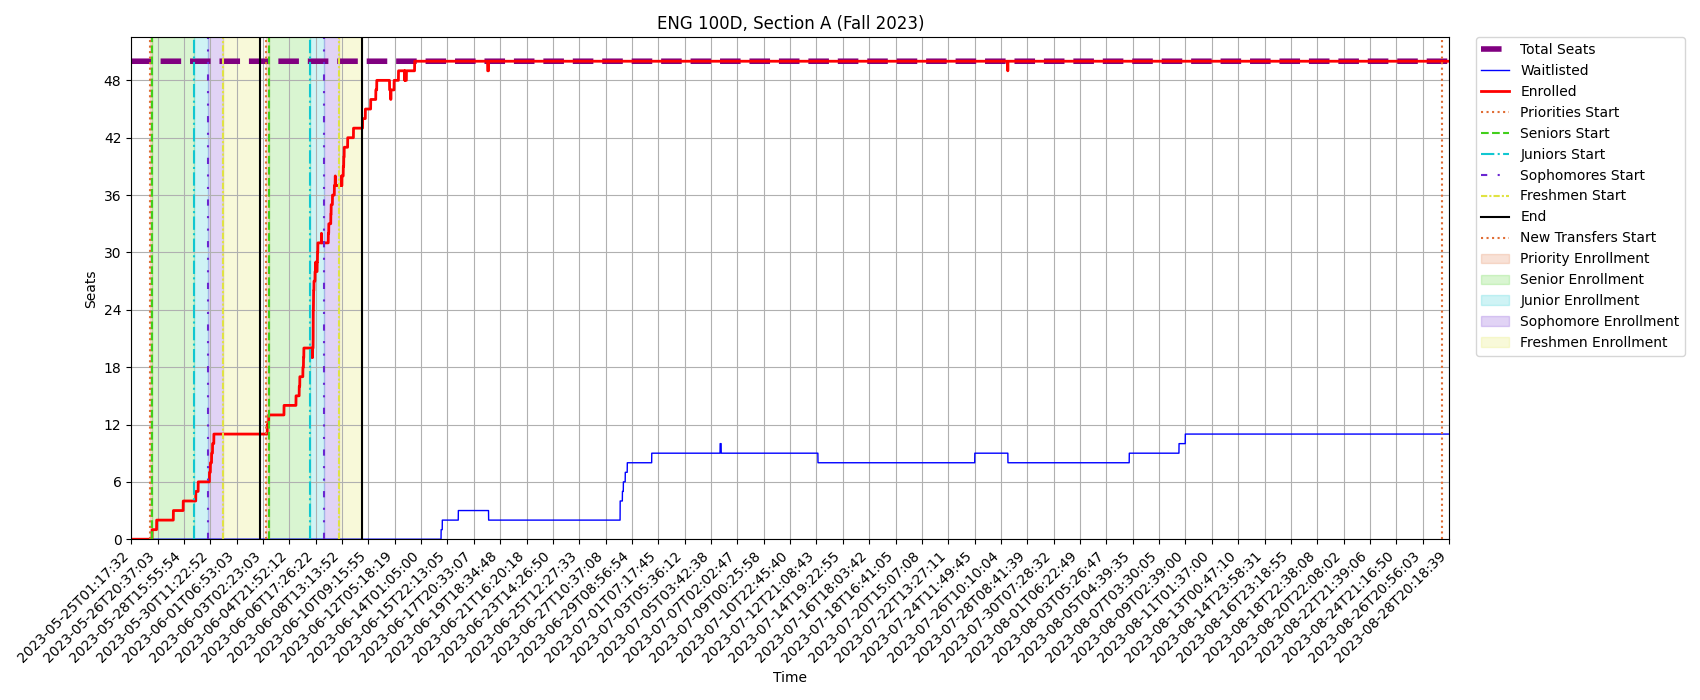 ENG 100D, Section A (Fall 2023)
Seats
48
42
36
30
24
18
12
6
0
2023-05-25T01:17:32
2023-05-26T20:37:03
2023-05-28T15:55:54
2023-05-30T11:22:52
2023-06-01T06:53:03
2023-06-03T02:23:03
2023-06-04T21:52:12
2023-06-06T17:26:22
2023-06-08T13:13:52
2023-06-10T09:15:55
2023-06-12T05:18:19
2023-06-14T01:05:00
2023-06-15T22:13:05
2023-06-17T20:33:07
2023-06-19T18:34:48
2023-06-21T16:20:18
2023-06-23T14:26:50
2023-06-25T12:27:33
2023-06-27T10:37:08
2023-06-29T08:56:54
2023-07-01T07:17:45
2023-07-03T05:36:12
2023-07-05T03:42:38
2023-07-07T02:02:47
2023-07-09T00:25:58
2023-07-10T22:45:40
2023-07-12T21:08:43
2023-07-14T19:22:55
2023-07-16T18:03:42
2023-07-18T16:41:05
2023-07-20T15:07:08
2023-07-22T13:27:11
2023-07-24T11:49:45
2023-07-26T10:10:04
2023-07-28T08:41:39
2023-07-30T07:28:32
2023-08-01T06:22:49
2023-08-03T05:26:47
2023-08-05T04:39:35
2023-08-07T03:30:05
2023-08-09T02:39:00
2023-08-11T01:37:00
2023-08-13T00:47:10
2023-08-14T23:58:31
2023-08-16T23:18:55
2023-08-18T22:38:08
2023-08-20T22:08:02
2023-08-22T21:39:06
2023-08-24T21:16:50
2023-08-26T20:56:03
2023-08-28T20:18:39
Time
Total Seats
Waitlisted
Enrolled
Priorities Start
Seniors Start
Juniors Start
Sophomores Start
Freshmen Start
End
New Transfers Start
Priority Enrollment
Senior Enrollment
Junior Enrollment
Sophomore Enrollment
Freshmen Enrollment